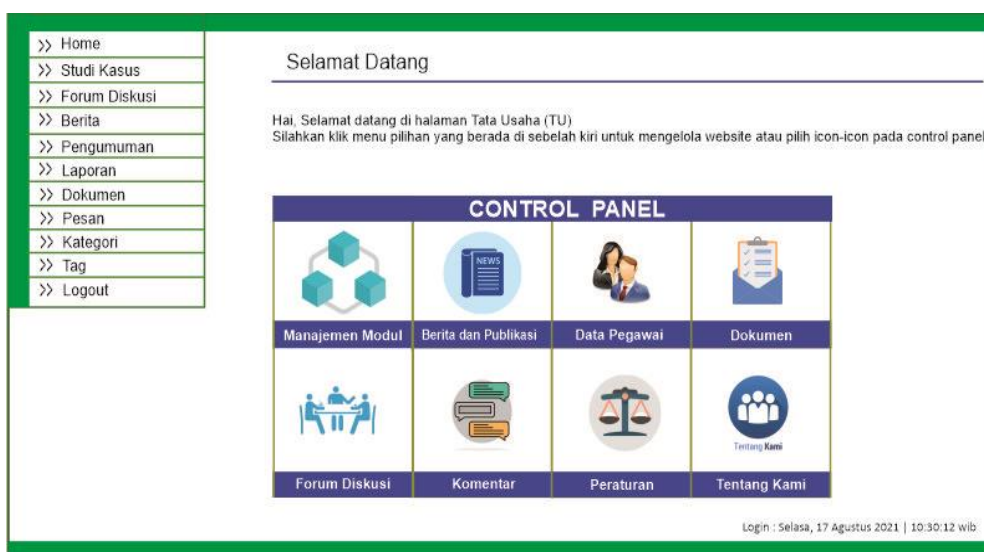 >> Home
>> Studi Kasus
>> Forum Diskusi
>> Berita
>> Pengumuman
>> Laporan
>> Dokumen
>> Pesan
>> Kategori
>> Tag
>> Logout
Selamat Datang
Hai, Selamat datang di halaman Tata Usaha (TU)
Silahkan klik menu pilihan yang berada di sebelah kiri untuk mengelola website atau pilih icon-icon pada control panel
CONTROL PANEL
NEWS
Manajemen Modul Berita dan Publikasi Data Pegawai Dokumen
Tentang Kami
Forum Diskusi Komentar Peraturan Tentang Kami
Login : Selasa, 17 Agustus 2021 | 10:30:12 wib